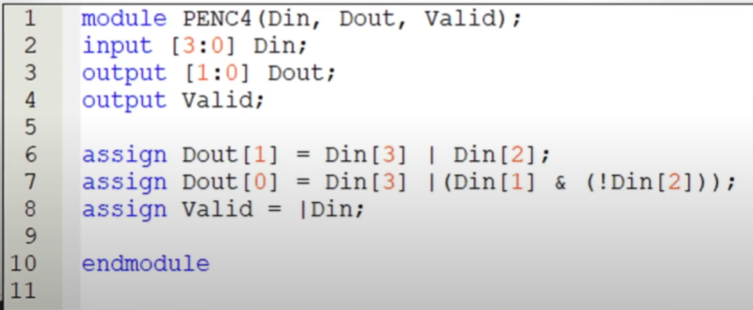 1 module PENC4(Din, Dout, Valid);
2 input [3:0] Din;
3 output [1:0] Dout;
4 output Valid;
5
6 assign Dout[1] = Din[3] | Din[2];
7 assign Dout[0] = Din[3] |(Din[1] & (!Din[2]));
8 assign Valid = |Din;
9
10 endmodule
11